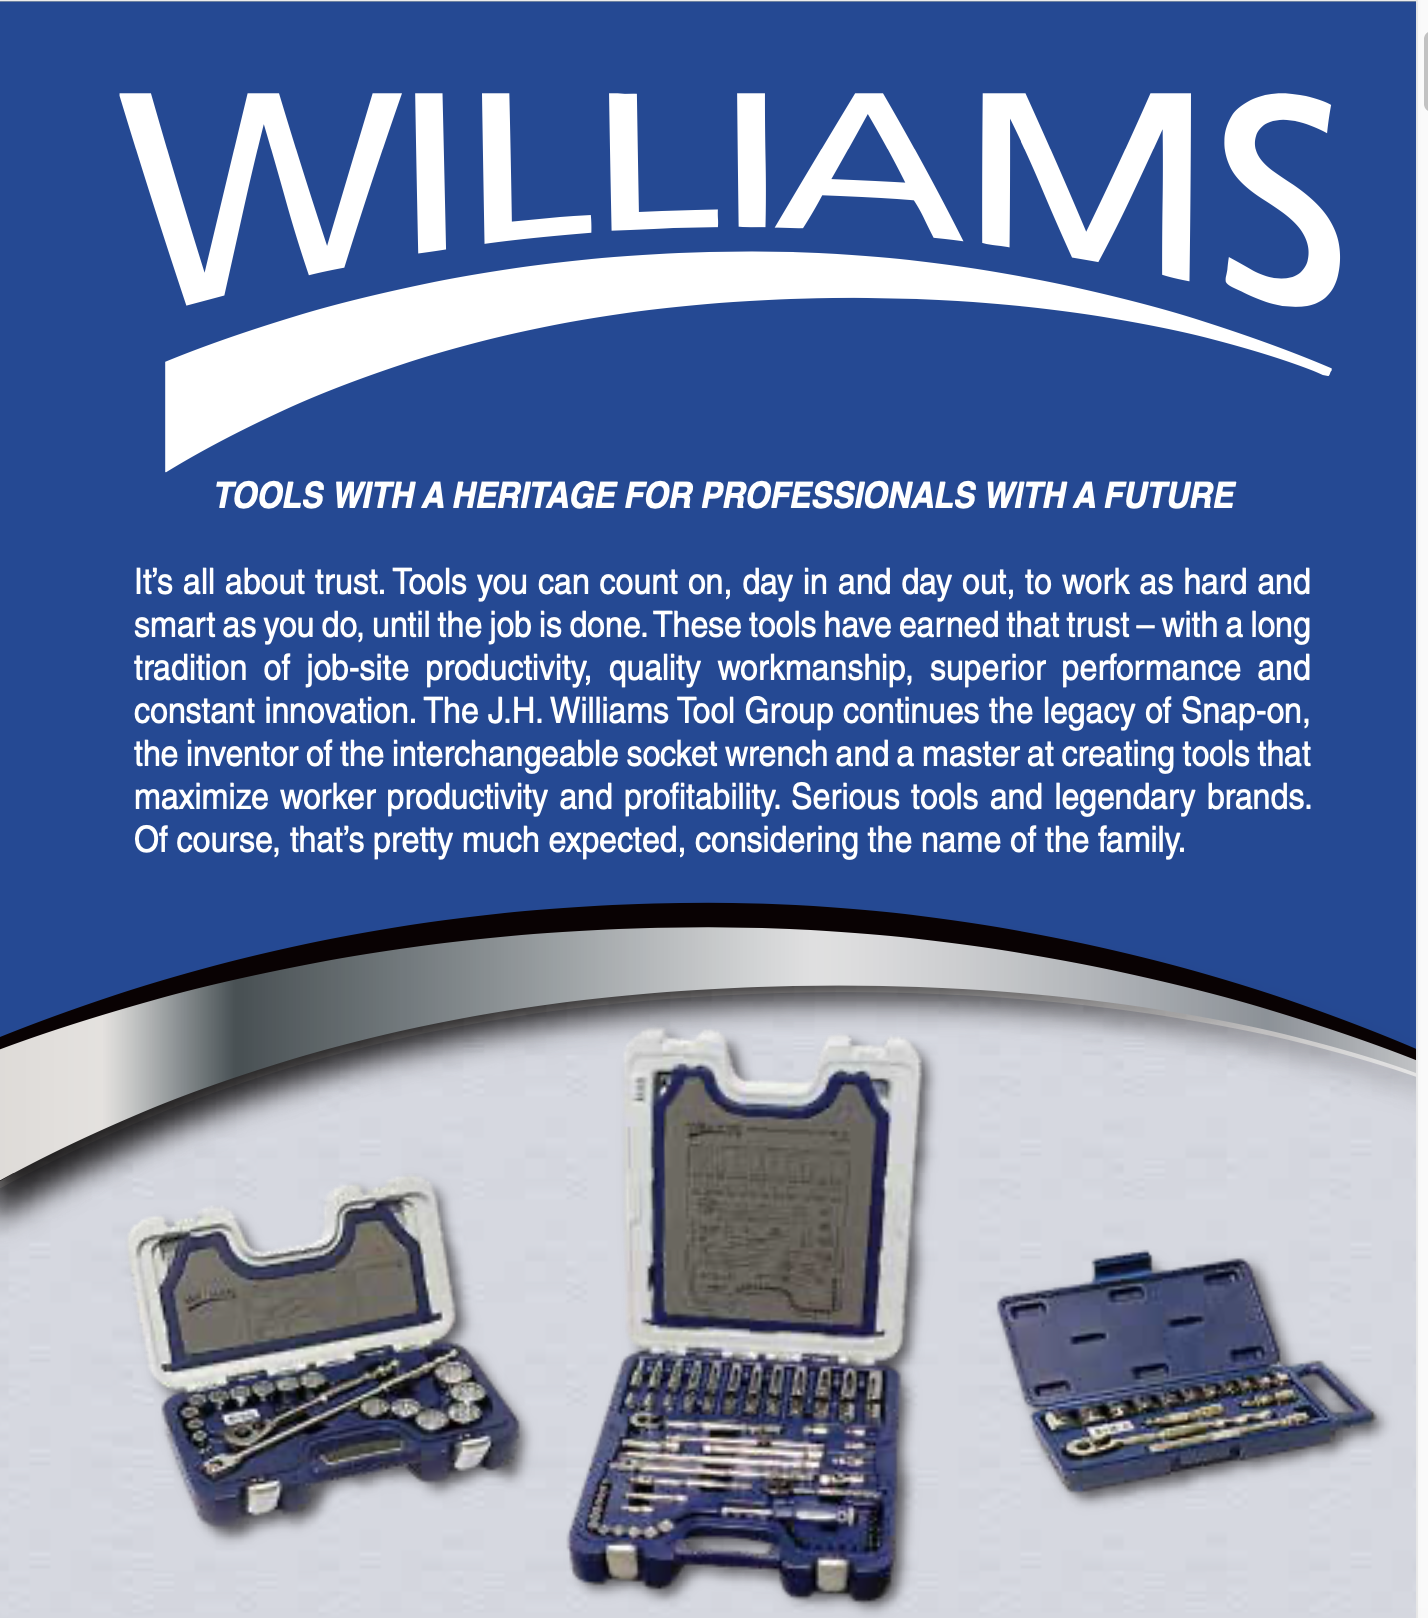 WILLIAMS
TOOLS WITH A HERITAGE FOR PROFESSIONALS WITH A FUTURE
It’s all about trust. Tools you can count on, day in and day out, to work as hard and
smart as you do, until the job is done. These tools have earned that trust – with a long
tradition of job-site productivity, quality workmanship, superior performance and
constant innovation. The J.H. Williams Tool Group continues the legacy of Snap-on,
the inventor of the interchangeable socket wrench and a master at creating tools that
maximize worker productivity and profitability. Serious tools and legendary brands.
Of course, that’s pretty much expected, considering the name of the family.